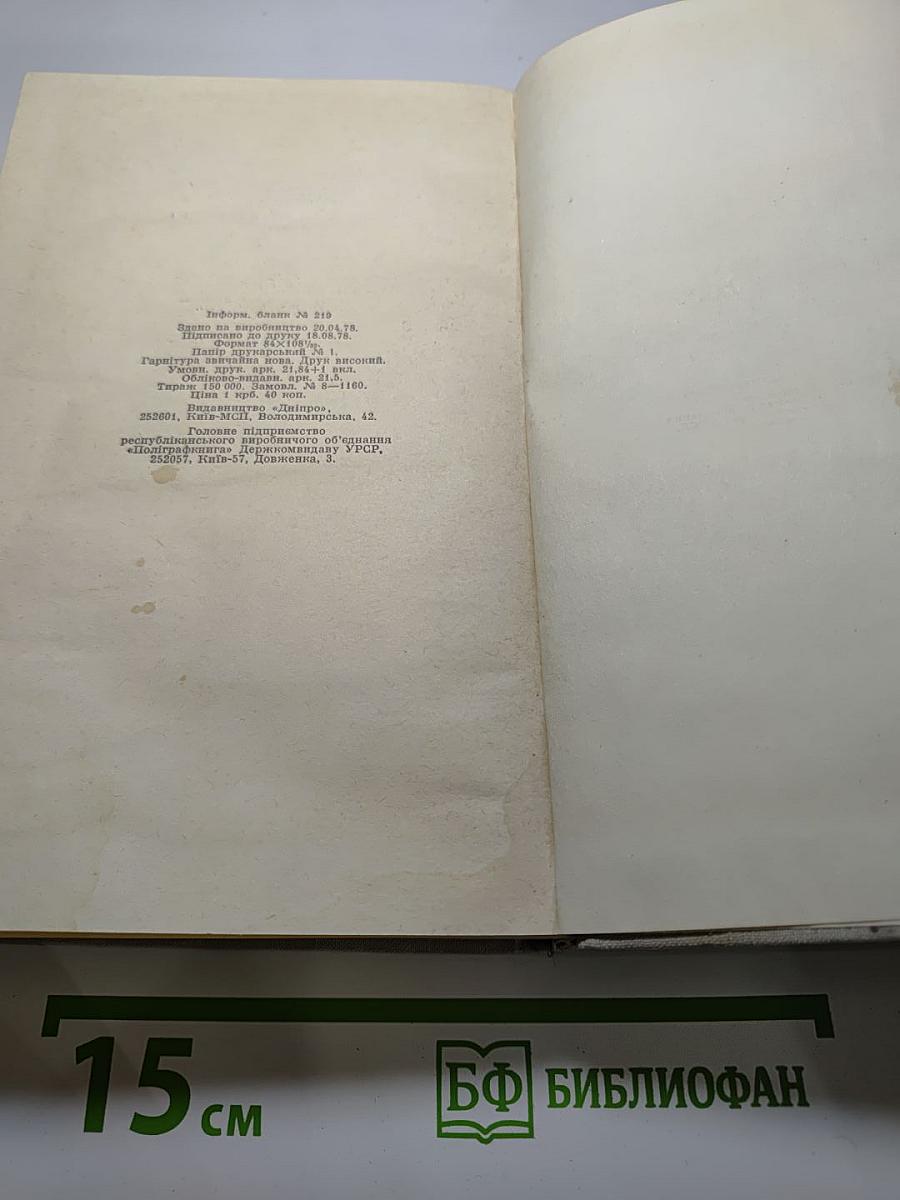 Інформ. бланк № 219
Здано на виробництво 20.04.78.
Підписано до друку 18.08.78.
Формат 84×108¹/₃₂.
Папір друкарський № 1.
Гарнітура звичайна нова. Друк високий.
Умовн. друк. арк. 21,84+1 вкл.
Обліково-видавн. арк. 21,5.
Тираж 150 000. Замовл. № 8—1160.
Ціна 1 крб. 40 коп.
Видавництво «Дніпро»,
252601, Київ-МСП, Володимирська, 42.
Головне підприємство
республіканського виробничого об'єднання
«Поліграфкнига» Держкомвидаву УРСР,
252057, Київ-57, Довженка, 3.
15 см
БФ БИБЛИОФАН